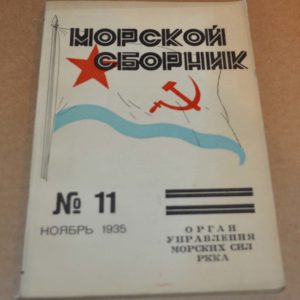 МОРСКОЙ
СБОРНИК
№ 11
НОЯБРЬ 1935
ОРГАН
УПРАВЛЕНИЯ
МОРСКИХ СИЛ
РККА